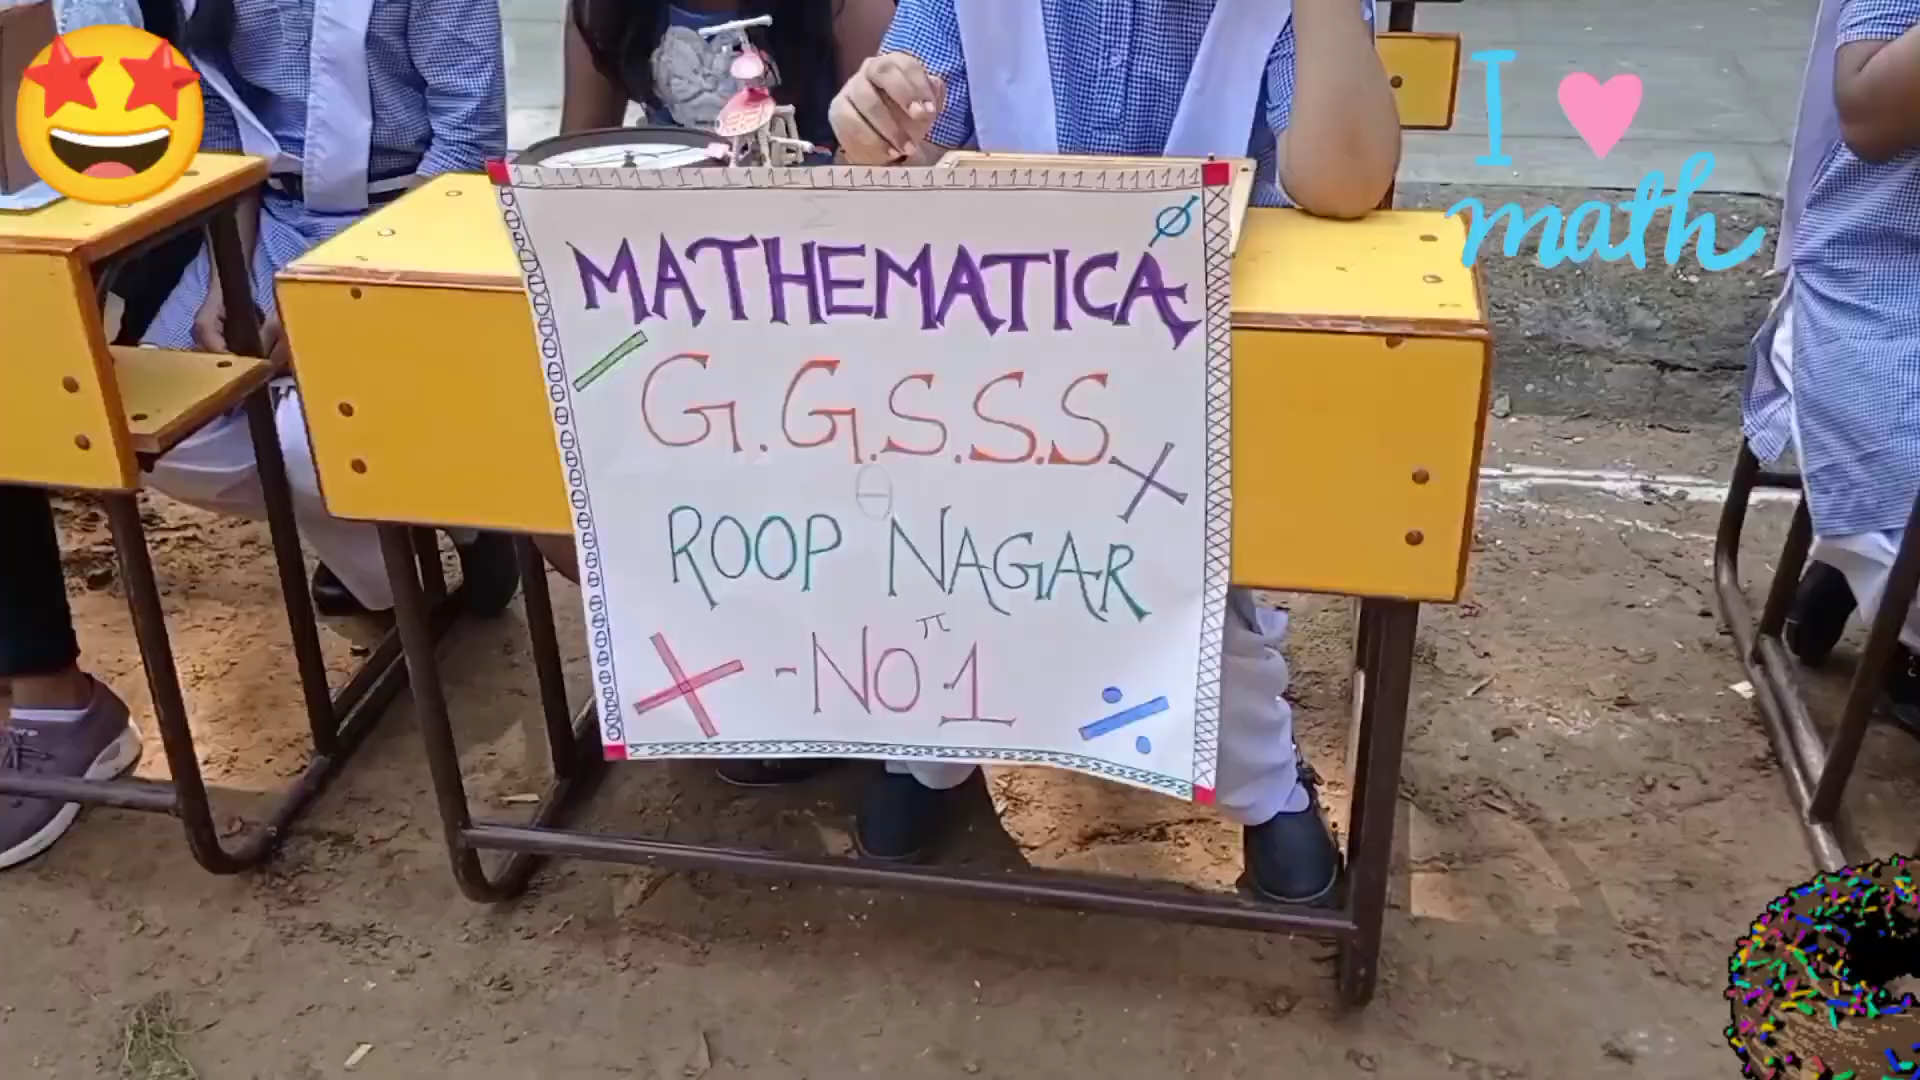 I
math
MATHEMATICA
G.G.S.S.S.
ROOP NAGAR
-NO 1